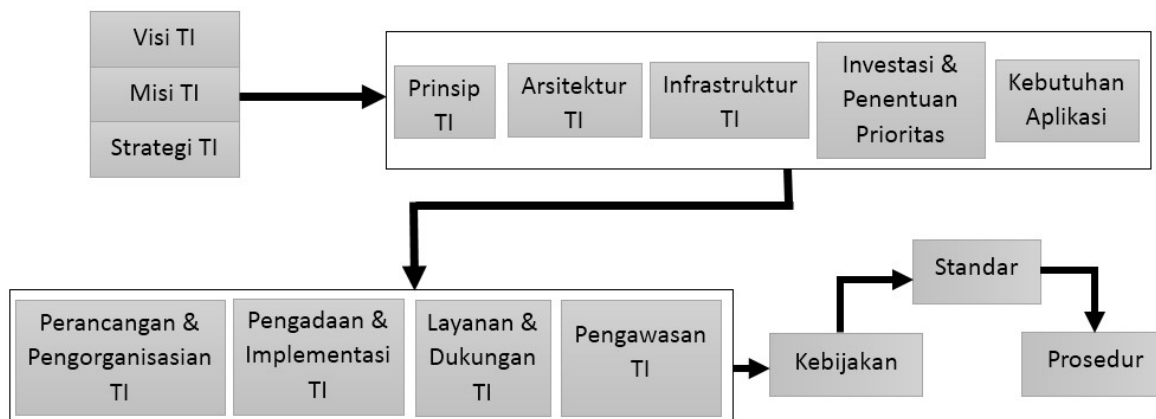 Visi TI
Misi TI
Strategi TI
Prinsip
TI
Arsitektur
TI
Infrastruktur
TI
Investasi &
Penentuan
Prioritas
Kebutuhan
Aplikasi
Perancangan &
Pengorganisasian
TI
Pengadaan &
Implementasi
TI
Layanan &
Dukungan
TI
Pengawasan
TI
Kebijakan
Standar
Prosedur